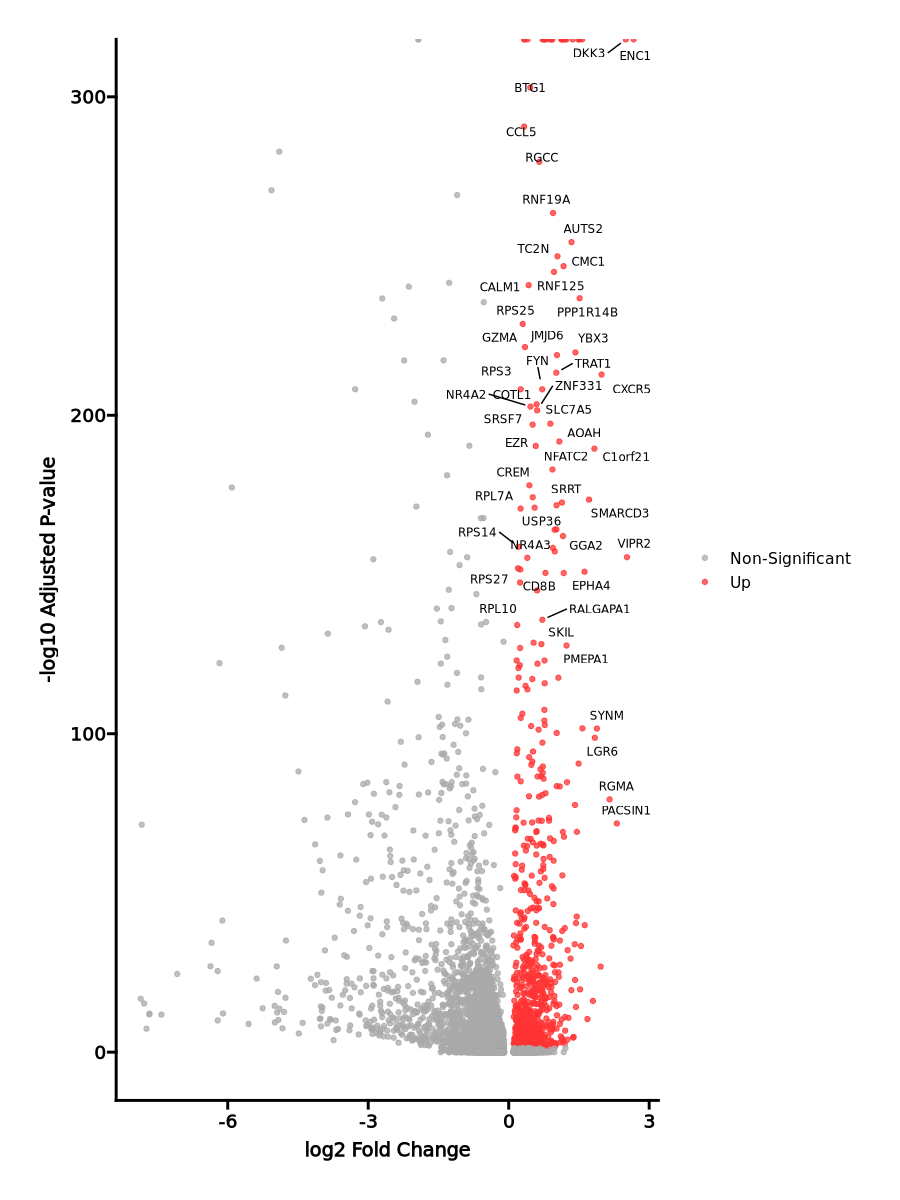 DKK3
ENC1
300
BTG1
CCL5
RGCC
RNF19A
AUTS2
TC2N
CMC1
CALM1
RNF125
RPS25
PPP1R14B
GZMA
JMJD6
YBX3
FYN
TRAT1
RPS3
ZNF331
CXCR5
NR4A2
COTL1
200
SLC7A5
SRSF7
AOAH
EZR
NFATC2
C1orf21
CREM
RPL7A
SRRT
SMARCD3
USP36
RPS14
NR4A3
GGA2
VIPR2
RPS27
CD8B
EPHA4
RPL10
RALGAPA1
SKIL
PMEPA1
100
SYNM
LGR6
RGMA
PACSIN1
0
-log10 Adjusted P-value
-6
-3
0
3
log2 Fold Change
Non-Significant
Up